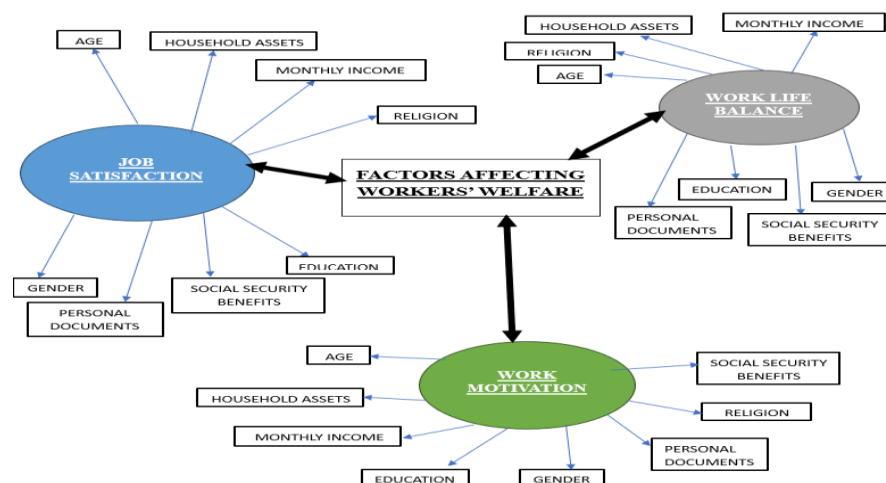 AGE
HOUSEHOLD ASSETS
MONTHLY INCOME
RELIGION
JOB
SATISFACTION
GENDER
PERSONAL
DOCUMENTS
SOCIAL SECURITY
BENEFITS
EDUCATION
FACTORS AFFECTING
WORKERS' WELFARE
HOUSEHOLD ASSETS
MONTHLY INCOME
RELIGION
AGE
WORK LIFE
BALANCE
PERSONAL
DOCUMENTS
EDUCATION
SOCIAL SECURITY
BENEFITS
GENDER
AGE
HOUSEHOLD ASSETS
MONTHLY INCOME
WORK
MOTIVATION
EDUCATION
GENDER
SOCIAL SECURITY
BENEFITS
RELIGION
PERSONAL
DOCUMENTS